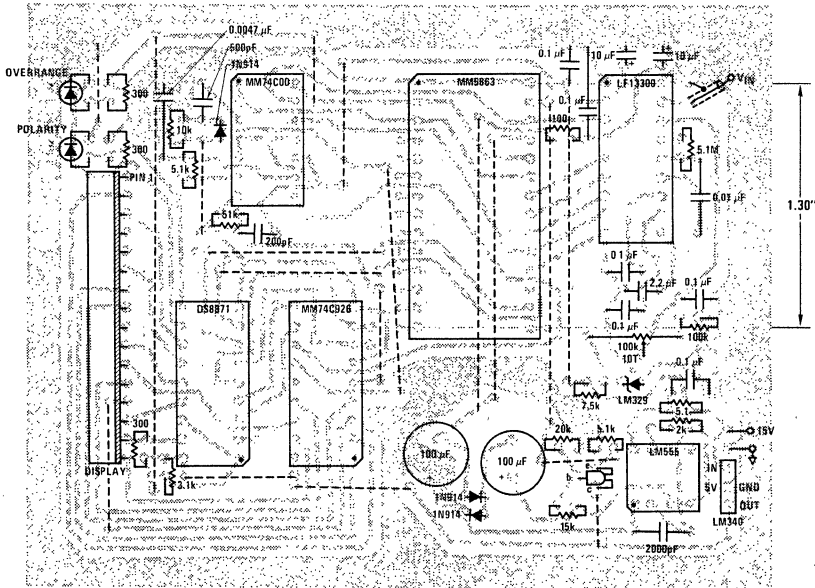 0.0047 µF
500pF
1N914
OVERRANGE
300
MM74C00
MM5863
0.1 µF
10 µF
10 µF
LF13300
VIN
0.1 µF
100
POLARITY
300
10k
5.1k
5.1M
PIN 1
0.01 µF
1.30"
51k
200pF
0.1 µF
2.2 µF
0.1 µF
DS8971
MM74C926
0.1 µF
100k
10T
100k
0.1 µF
LM329
7.5k
5.1
2k
300
20k
5.1k
15V
100 µF
100 µF
LM555
IN
5V
GND
OUT
LM340
DISPLAY
3.1k
b
1N914
1N914
15k
2000pF